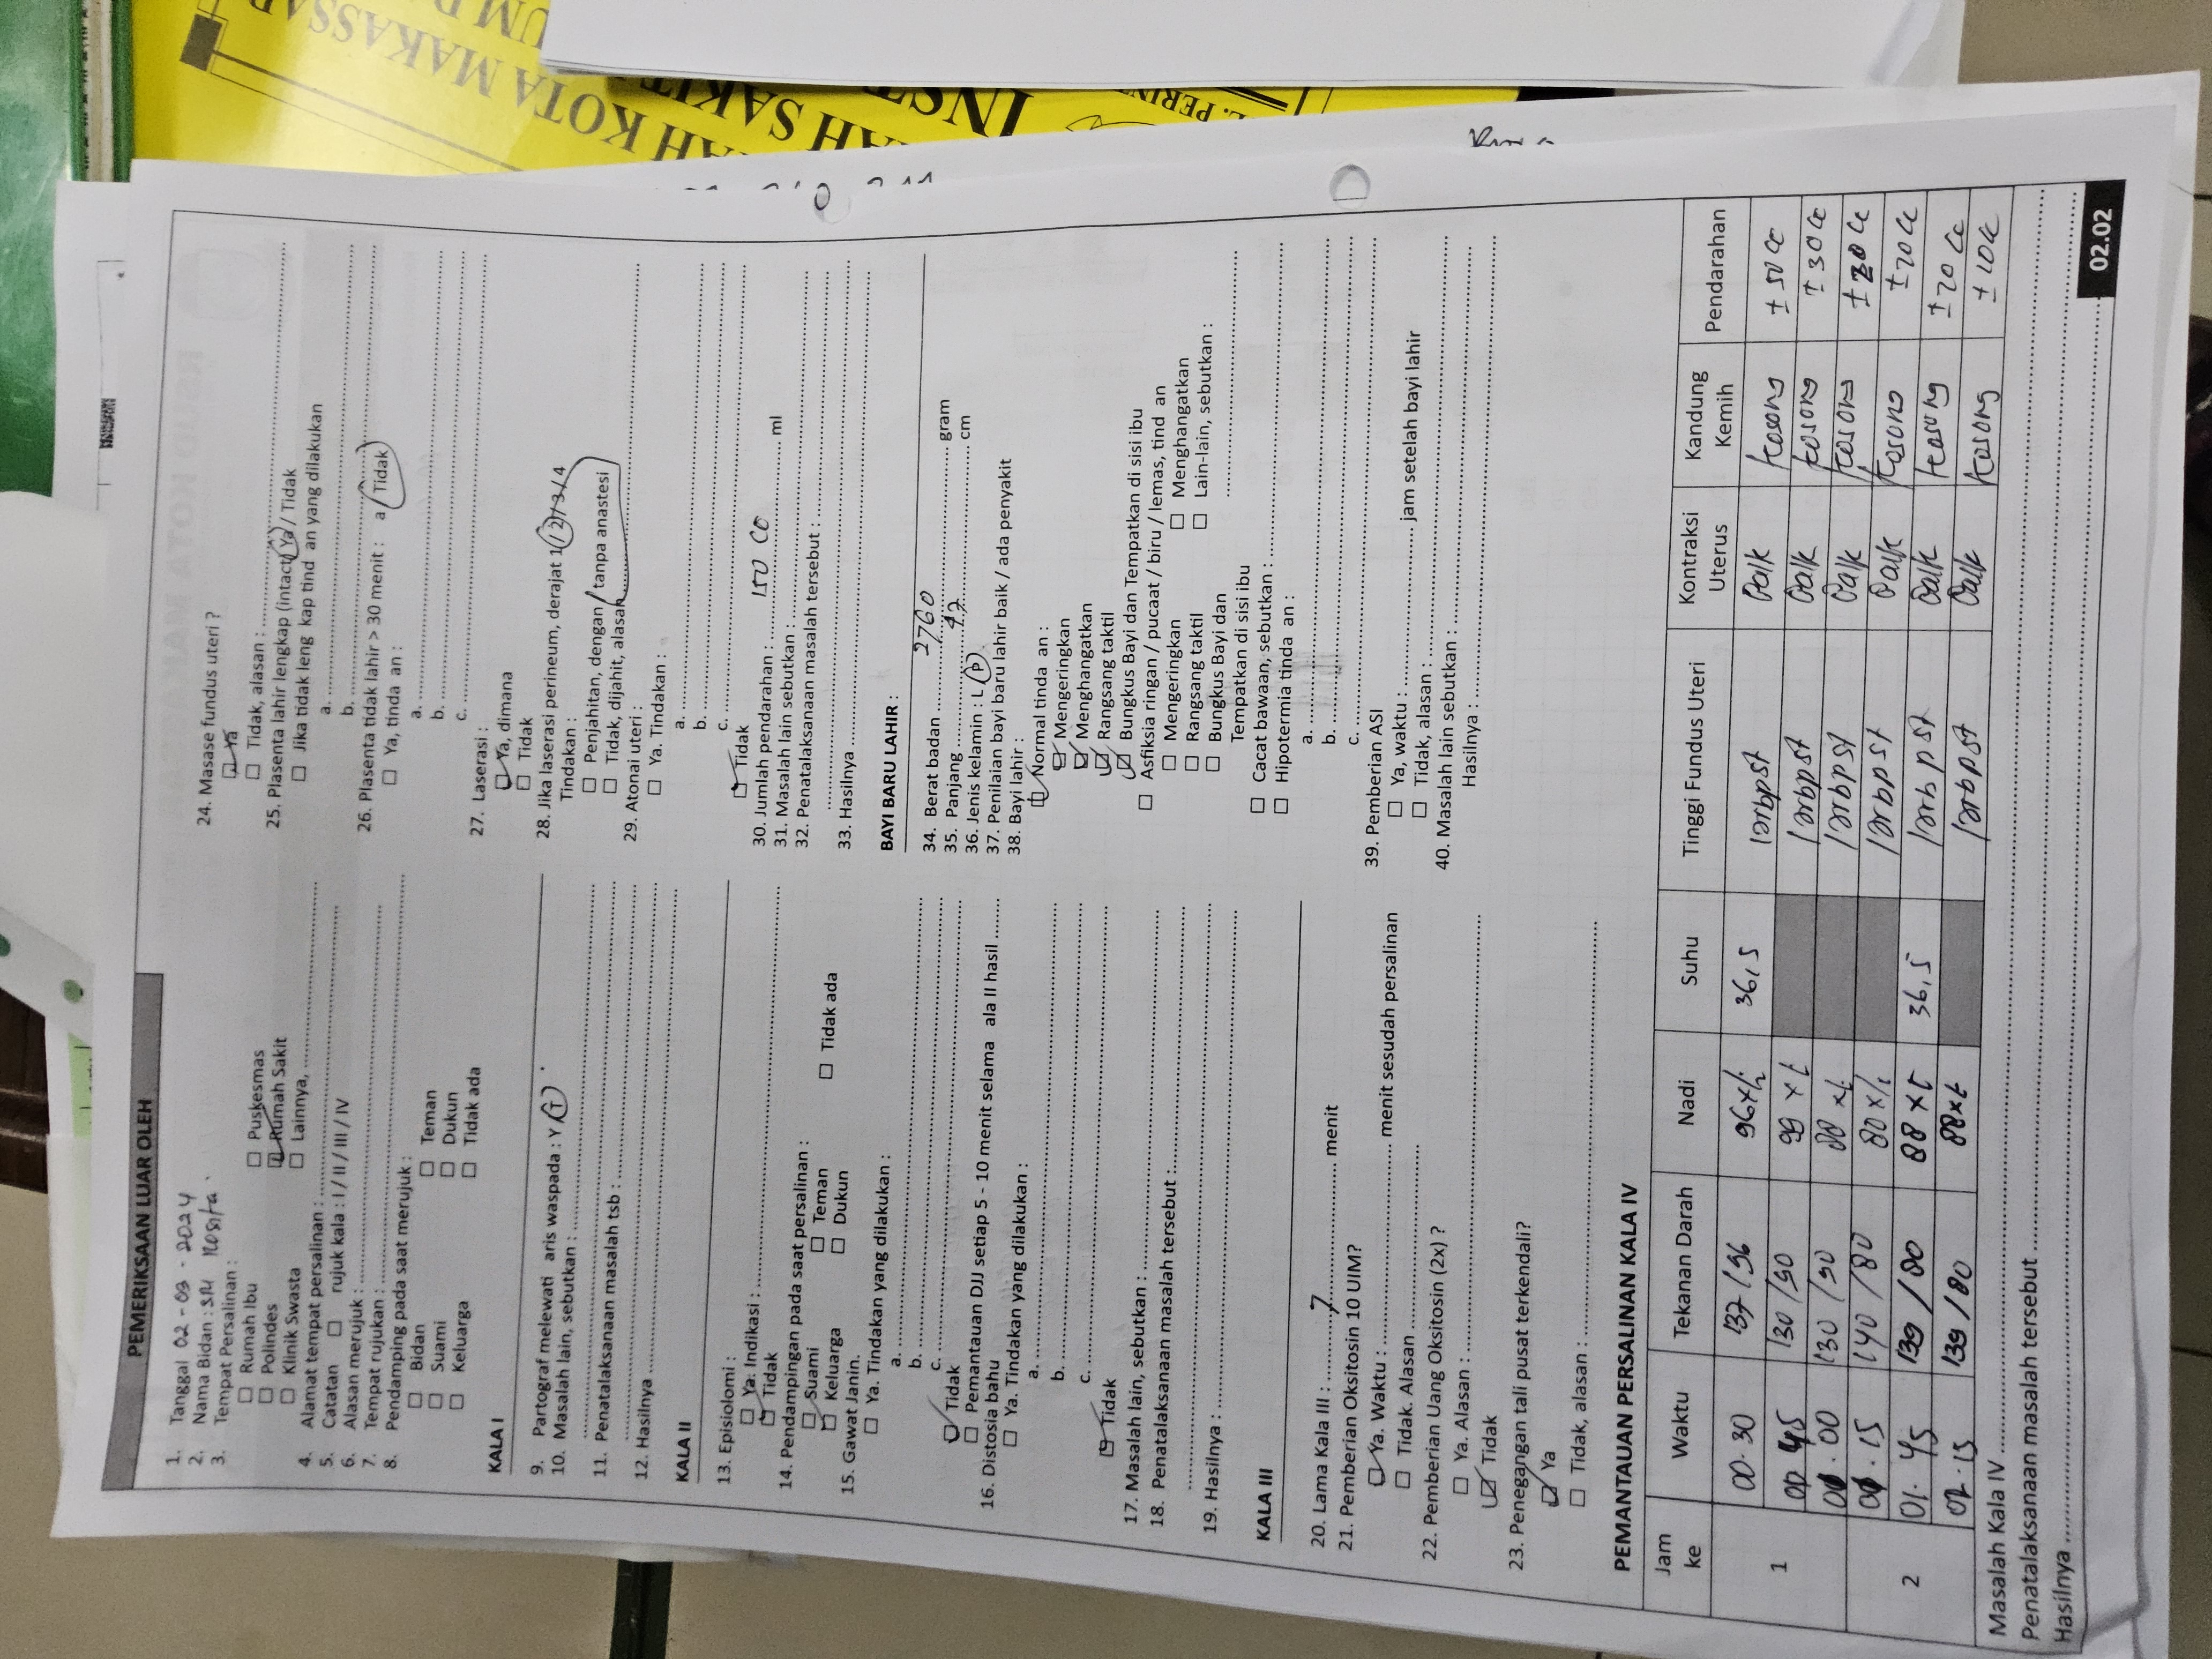 PEMERIKSAAN LUAR OLEH
1. Tanggal 02 - 09 - 2024
2. Nama Bidan : SM Rosita
3. Tempat Persalinan :
Rumah Ibu Puskesmas
Polindes Rumah Sakit
Klinik Swasta Lainnya, ..........
4. Alamat tempat persalinan : ..........
5. Catatan rujuk kala : I / II / III / IV
6. Alasan merujuk : ..........
7. Tempat rujukan : ..........
8. Pendamping pada saat merujuk :
Bidan Teman
Suami Dukun
Keluarga Tidak ada
KALA I
9. Partograf melewati aris waspada : Y / T
10. Masalah lain, sebutkan : ..........
11. Penatalaksanaan masalah tsb : ..........
12. Hasilnya ..........
KALA II
13. Episiolomi :
Ya. Indikasi : ..........
Tidak
14. Pendampingan pada saat persalinan :
Suami Teman Tidak ada
Keluarga Dukun
15. Gawat Janin.
Ya. Tindakan yang dilakukan :
a. ..........
b. ..........
c. ..........
Tidak
Pemantauan DJJ setiap 5 - 10 menit selama ala II hasil ........
16. Distosia bahu
Ya. Tindakan yang dilakukan :
a. ..........
b. ..........
c. ..........
Tidak
17. Masalah lain, sebutkan : ..........
18. Penatalaksanaan masalah tersebut :..........
19. Hasilnya : ..........
KALA III
20. Lama Kala III : ..... 7 ..... menit
21. Pemberian Oksitosin 10 UIM?
Ya. Waktu : .......... menit sesudah persalinan
Tidak. Alasan ..........
22. Pemberian Uang Oksitosin (2x) ?
Ya. Alasan : ..........
Tidak
23. Penegangan tali pusat terkendali?
Ya
Tidak, alasan : ..........
24. Masase fundus uteri ?
Ya
Tidak, alasan : ..........
25. Plasenta lahir lengkap (intact) Ya / Tidak
Jika tidak leng kap tind an yang dilakukan
a. ..........
b. ..........
26. Plasenta tidak lahir > 30 menit : a / Tidak
Ya, tinda an :
a. ..........
b. ..........
c. ..........
27. Laserasi :
Ya, dimana
Tidak
28. Jika laserasi perineum, derajat 1 / 2 / 3 / 4
Tindakan :
Penjahitan, dengan / tanpa anastesi
Tidak, dijahit, alasan ..........
29. Atonai uteri :
Ya. Tindakan :
a. ..........
b. ..........
c. ..........
Tidak
30. Jumlah pendarahan : ..... 150 CC ..... ml
31. Masalah lain sebutkan : ..........
32. Penatalaksanaan masalah tersebut : ..........
33. Hasilnya ..........
BAYI BARU LAHIR :
34. Berat badan ..... 2760 ..... gram
35. Panjang ..... 47 ..... cm
36. Jenis kelamin : L / P
37. Penilaian bayi baru lahir baik / ada penyakit
38. Bayi lahir :
Normal tinda an :
Mengeringkan
Menghangatkan
Rangsang taktil
Bungkus Bayi dan Tempatkan di sisi ibu
Asfiksia ringan / pucaat / biru / lemas, tind an
Mengeringkan Menghangatkan
Rangsang taktil Lain-lain, sebutkan :
Bungkus Bayi dan ..........
Tempatkan di sisi ibu
Cacat bawaan, sebutkan : ..........
Hipotermia tinda an :
a. ..........
b. ..........
c. ..........
39. Pemberian ASI
Ya, waktu : .......... jam setelah bayi lahir
Tidak, alasan : ..........
40. Masalah lain sebutkan : ..........
Hasilnya : ..........
PEMANTAUAN PERSALINAN KALA IV
Jam ke Waktu Tekanan Darah Nadi Suhu Tinggi Fundus Uteri Kontraksi Uterus Kandung Kemih Pendarahan
1 00.30 137/96 96x/i 36,5 1jrbpst Baik kosong ± 50 cc
00 45 130/90 99 x/i 1jrbpst Baik kosong ± 30 cc
01.00 130/90 88 x/i 1jrbpst Baik kosong ± 20 cc
01.15 140/80 80x/i 1jrbpst Baik kosong ± 20 cc
2 01.45 139/80 88 x/i 36,5 1jrbpst Baik kosong ± 20 cc
02.15 139/80 88x/i 1jrbpst Baik kosong ± 10 cc
Masalah Kala IV ..........
Penatalaksanaan masalah tersebut ..........
Hasilnya ..........
02.02
KOTA MAKASSAR
SAKIT
INST